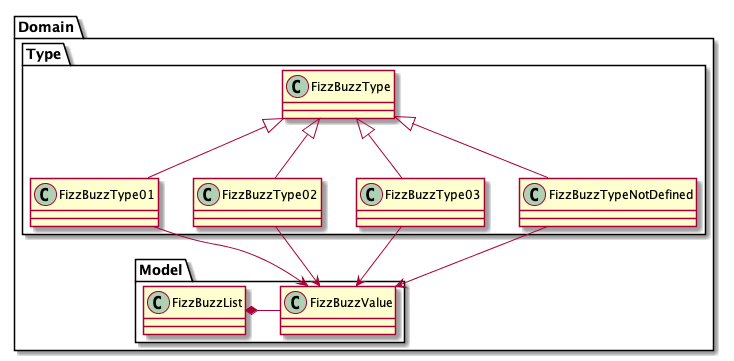 Domain
Type
C FizzBuzzType
C FizzBuzzType01
C FizzBuzzType02
C FizzBuzzType03
C FizzBuzzTypeNotDefined
Model
C FizzBuzzList
C FizzBuzzValue